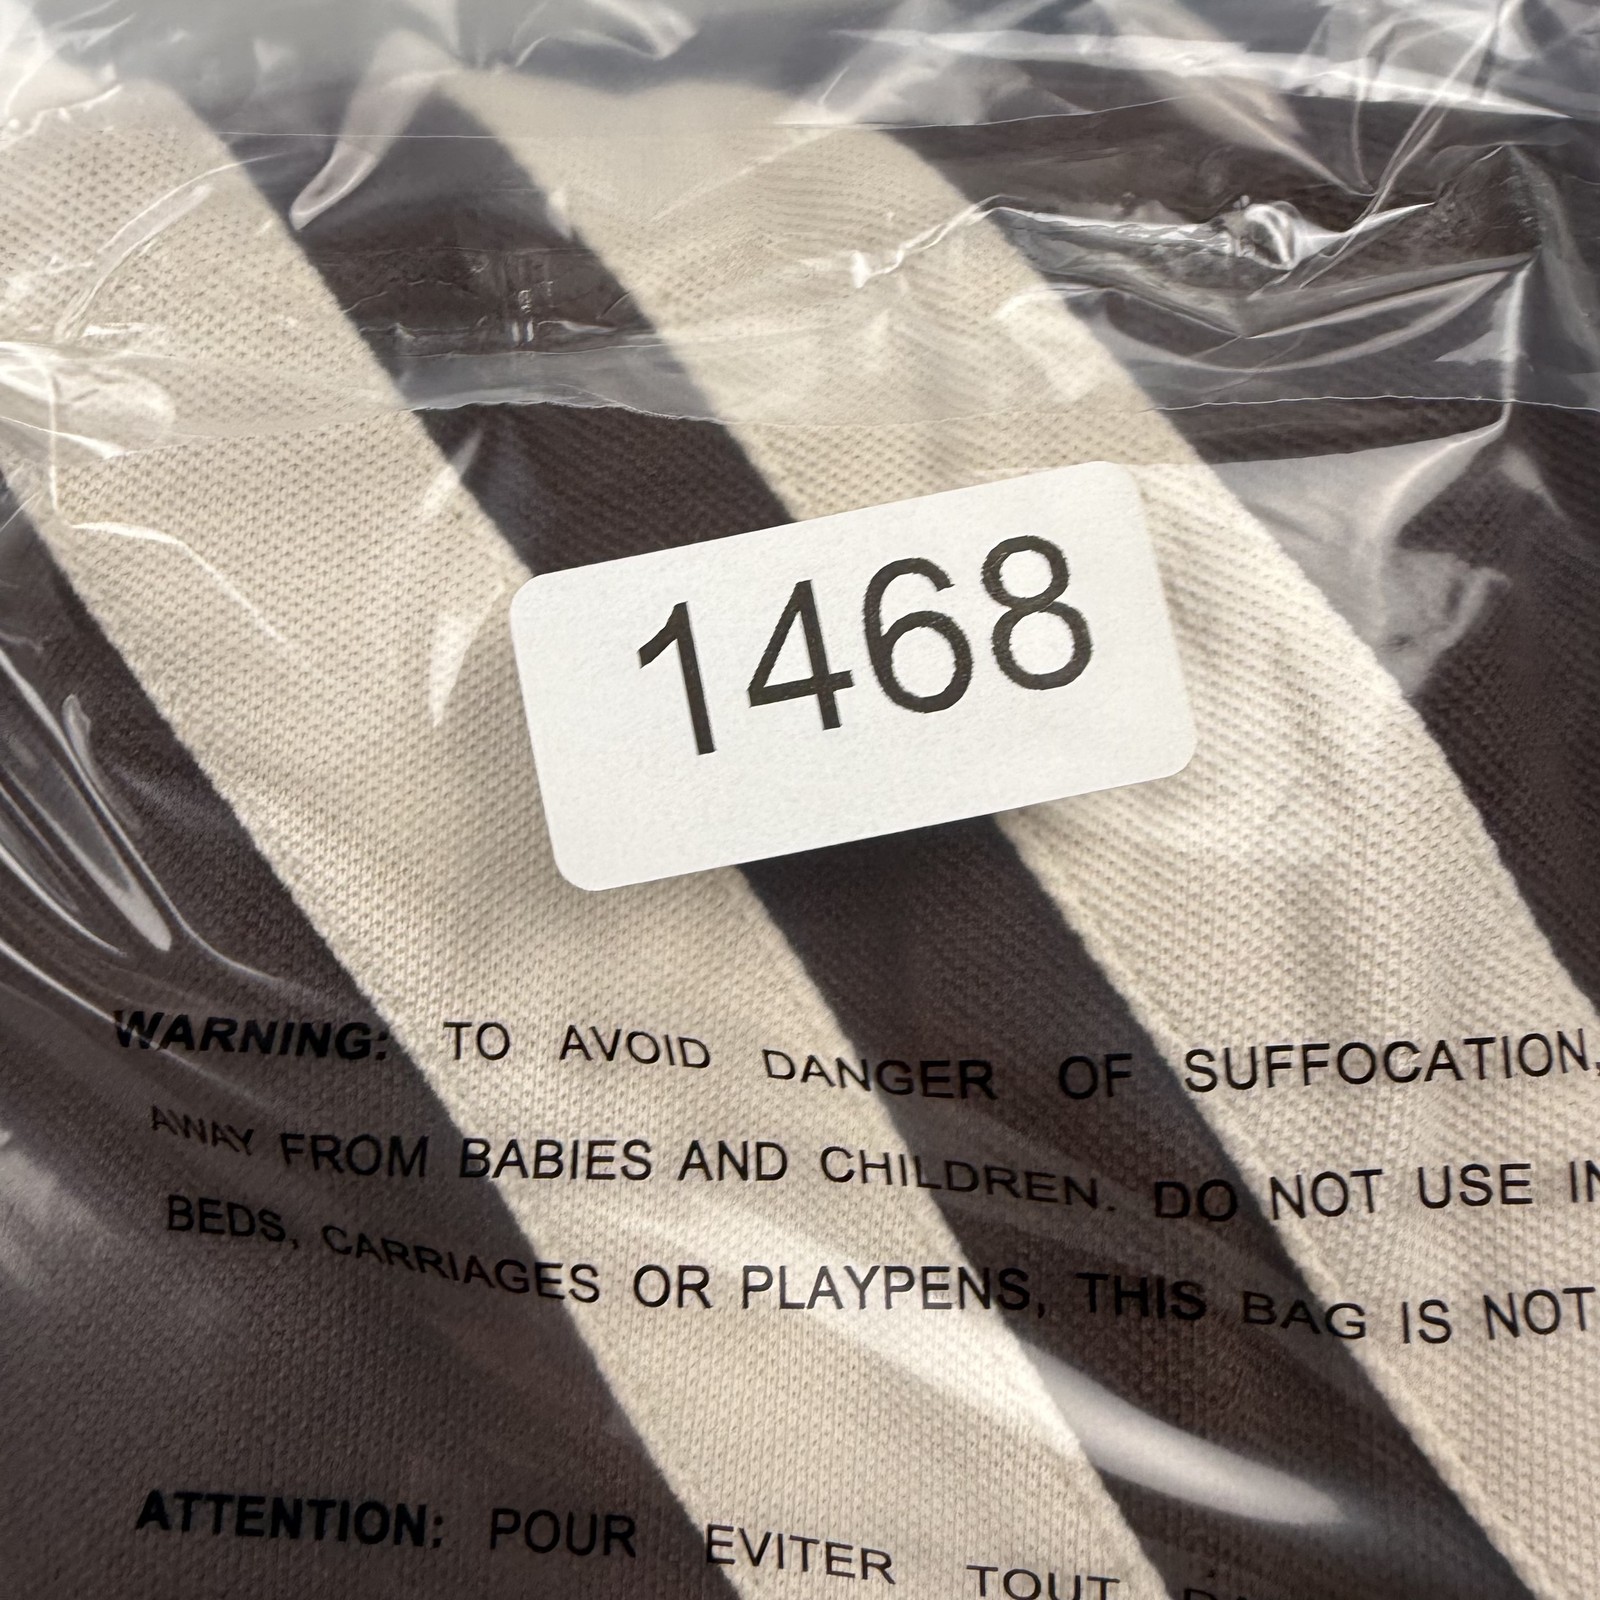 1468
WARNING: TO AVOID DANGER OF SUFFOCATION,
AWAY FROM BABIES AND CHILDREN. DO NOT USE IN
BEDS, CARRIAGES OR PLAYPENS, THIS BAG IS NOT
ATTENTION: POUR EVITER TOUT